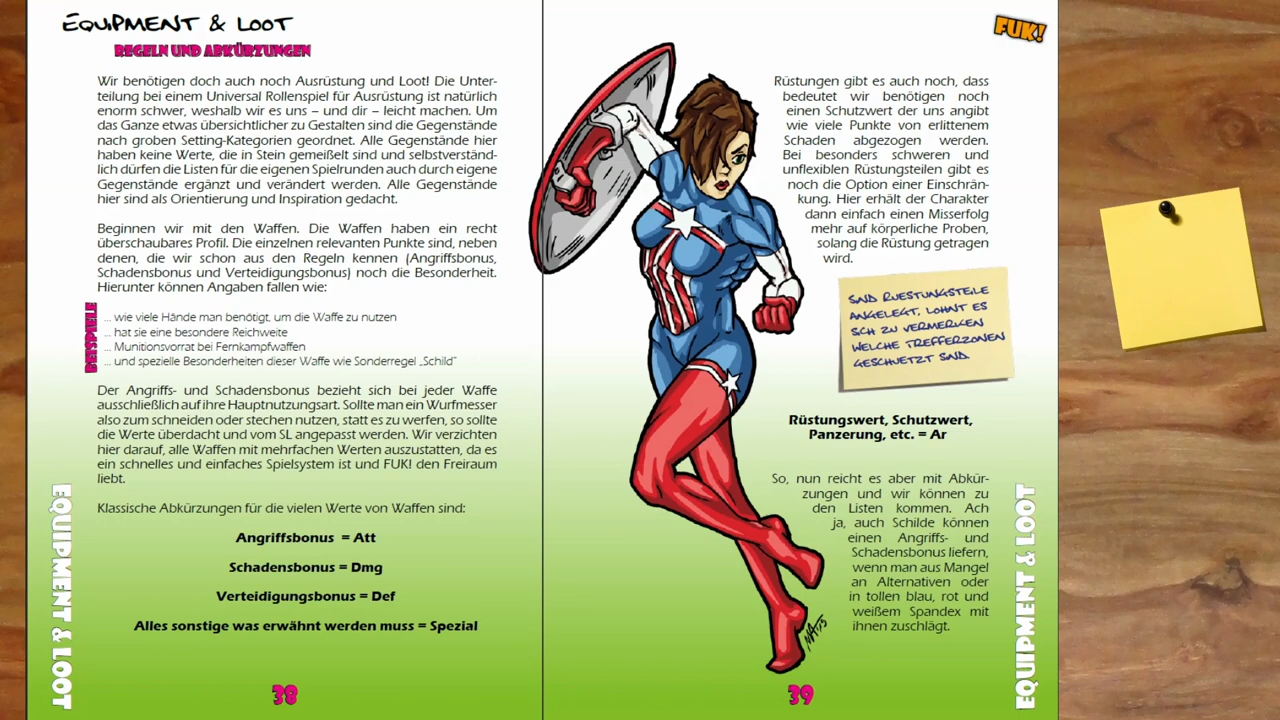 EQUIPMENT & LOOT
REGELN UND ABKÜRZUNGEN
Wir benötigen doch auch noch Ausrüstung und Loot! Die Unter-
teilung bei einem Universal Rollenspiel für Ausrüstung ist natürlich
enorm schwer, weshalb wir es uns – und dir – leicht machen. Um
das Ganze etwas übersichtlicher zu Gestalten sind die Gegenstände
nach groben Setting-Kategorien geordnet. Alle Gegenstände hier
haben keine Werte, die in Stein gemeißelt sind und selbstverständ-
lich dürfen die Listen für die eigenen Spielrunden auch durch eigene
Gegenstände ergänzt und verändert werden. Alle Gegenstände
hier sind als Orientierung und Inspiration gedacht.
Beginnen wir mit den Waffen. Die Waffen haben ein recht
überschaubares Profil. Die einzelnen relevanten Punkte sind, neben
denen, die wir schon aus den Regeln kennen (Angriffsbonus,
Schadensbonus und Verteidigungsbonus) noch die Besonderheit.
Hierunter können Angaben fallen wie:
BEISPIELE
... wie viele Hände man benötigt, um die Waffe zu nutzen
... hat sie eine besondere Reichweite
... Munitionsvorrat bei Fernkampfwaffen
... und spezielle Besonderheiten dieser Waffe wie Sonderregel „Schild“
Der Angriffs- und Schadensbonus bezieht sich bei jeder Waffe
ausschließlich auf ihre Hauptnutzungsart. Sollte man ein Wurfmesser
also zum schneiden oder stechen nutzen, statt es zu werfen, so sollte
die Werte überdacht und vom SL angepasst werden. Wir verzichten
hier darauf, alle Waffen mit mehrfachen Werten auszustatten, da es
ein schnelles und einfaches Spielsystem ist und FUK! den Freiraum
liebt.
Klassische Abkürzungen für die vielen Werte von Waffen sind:
Angriffsbonus = Att
Schadensbonus = Dmg
Verteidigungsbonus = Def
Alles sonstige was erwähnt werden muss = Spezial
EQUIPMENT & LOOT
38
FUK!
Rüstungen gibt es auch noch, dass
bedeutet wir benötigen noch
einen Schutzwert der uns angibt
wie viele Punkte von erlittenem
Schaden abgezogen werden.
Bei besonders schweren und
unflexiblen Rüstungsteilen gibt es
noch die Option einer Einschrän-
kung. Hier erhält der Charakter
dann einfach einen Misserfolg
mehr auf körperliche Proben,
solang die Rüstung getragen
wird.
SIND RUESTUNGSTEILE
ANGELEGT, LOHNT ES
SICH ZU VERMERKEN
WELCHE TREFFERZONEN
GESCHUETZT SIND.
Rüstungswert, Schutzwert,
Panzerung, etc. = Ar
So, nun reicht es aber mit Abkür-
zungen und wir können zu
den Listen kommen. Ach
ja, auch Schilde können
einen Angriffs- und
Schadensbonus liefern,
wenn man aus Mangel
an Alternativen oder
in tollen blau, rot und
weißem Spandex mit
ihnen zuschlägt.
NA'15
EQUIPMENT & LOOT
39